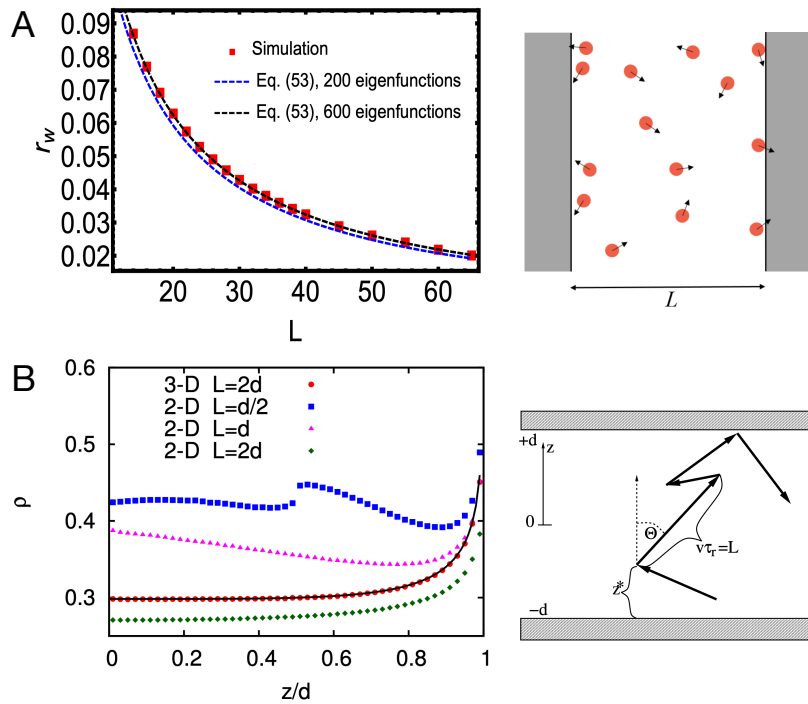 A
0.09
0.08
0.07
0.06
0.05
0.04
0.03
0.02
r_w
Simulation
Eq. (53), 200 eigenfunctions
Eq. (53), 600 eigenfunctions
20 30 40 50 60
L
L
B
0.6
0.5
0.4
0.3
ρ
3-D L=2d
2-D L=d/2
2-D L=d
2-D L=2d
0 0.2 0.4 0.6 0.8 1
z/d
+d
z
0
Θ
vτ_r=L
z*
−d